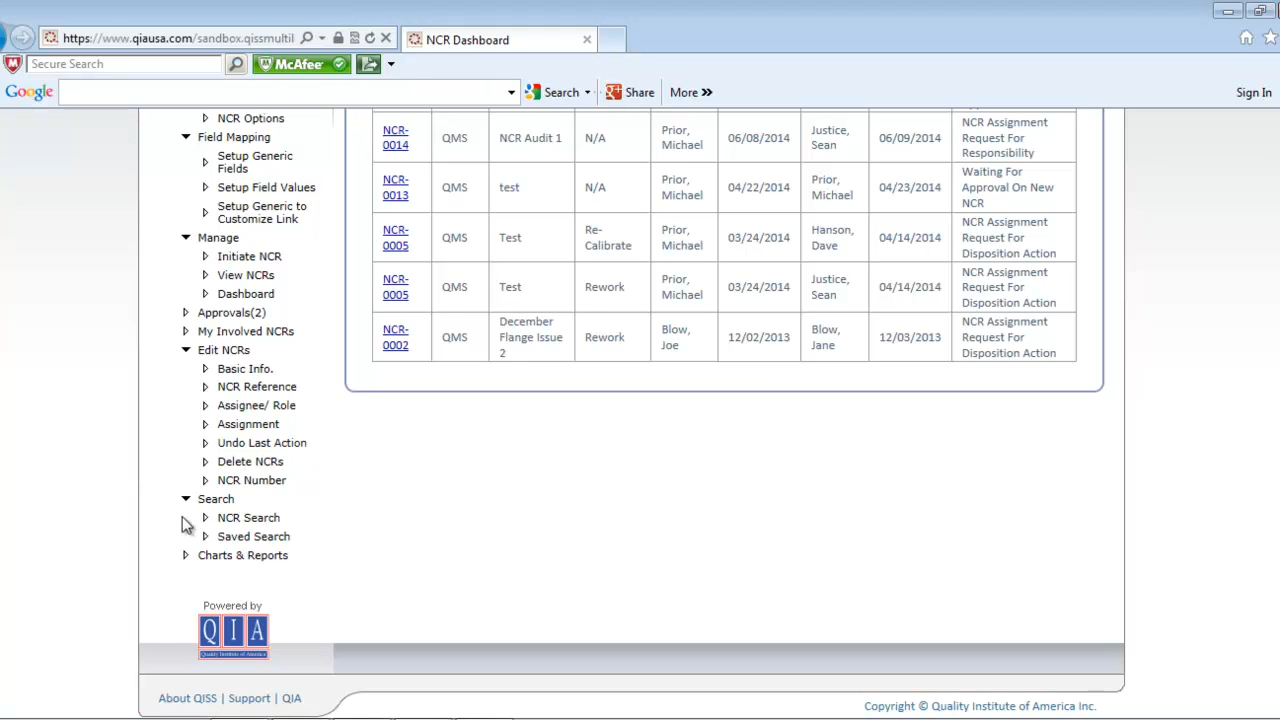 https://www.qiausa.com/sandbox.qissmultil
NCR Dashboard
Secure Search
McAfee
Google
Search
Share
More »
Sign In
NCR Options
Field Mapping
Setup Generic
Fields
Setup Field Values
Setup Generic to
Customize Link
Manage
Initiate NCR
View NCRs
Dashboard
Approvals(2)
My Involved NCRs
Edit NCRs
Basic Info.
NCR Reference
Assignee/ Role
Assignment
Undo Last Action
Delete NCRs
NCR Number
Search
NCR Search
Saved Search
Charts & Reports
Powered by
QIA
Quality Institute of America
NCR-
0014
QMS
NCR Audit 1
N/A
Prior,
Michael
06/08/2014
Justice,
Sean
06/09/2014
NCR Assignment
Request For
Responsibility
NCR-
0013
QMS
test
N/A
Prior,
Michael
04/22/2014
Prior,
Michael
04/23/2014
Waiting For
Approval On New
NCR
NCR-
0005
QMS
Test
Re-
Calibrate
Prior,
Michael
03/24/2014
Hanson,
Dave
04/14/2014
NCR Assignment
Request For
Disposition Action
NCR-
0005
QMS
Test
Rework
Prior,
Michael
03/24/2014
Justice,
Sean
04/14/2014
NCR Assignment
Request For
Disposition Action
NCR-
0002
QMS
December
Flange Issue
2
Rework
Blow,
Joe
12/02/2013
Blow,
Jane
12/03/2013
NCR Assignment
Request For
Disposition Action
About QISS | Support | QIA
Copyright © Quality Institute of America Inc.